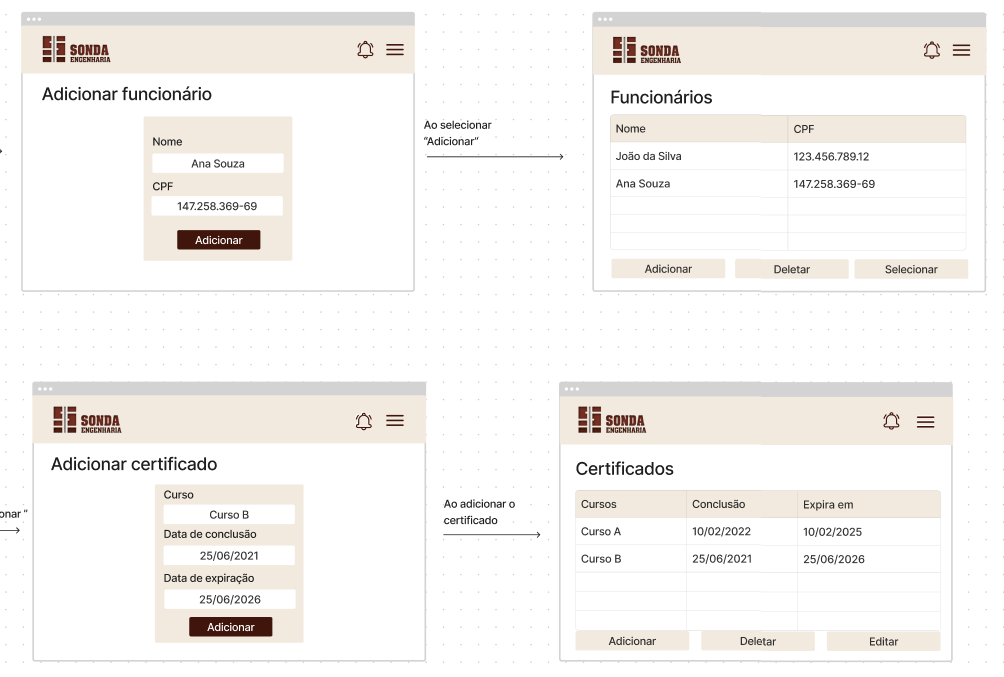 SONDA
ENGENHARIA
Adicionar funcionário
Nome
Ana Souza
CPF
147.258.369-69
Adicionar
Ao selecionar
“Adicionar”
SONDA
ENGENHARIA
Funcionários
Nome CPF
João da Silva 123.456.789.12
Ana Souza 147.258.369-69
Adicionar Deletar Selecionar
onar “
SONDA
ENGENHARIA
Adicionar certificado
Curso
Curso B
Data de conclusão
25/06/2021
Data de expiração
25/06/2026
Adicionar
Ao adicionar o
certificado
SONDA
ENGENHARIA
Certificados
Cursos Conclusão Expira em
Curso A 10/02/2022 10/02/2025
Curso B 25/06/2021 25/06/2026
Adicionar Deletar Editar